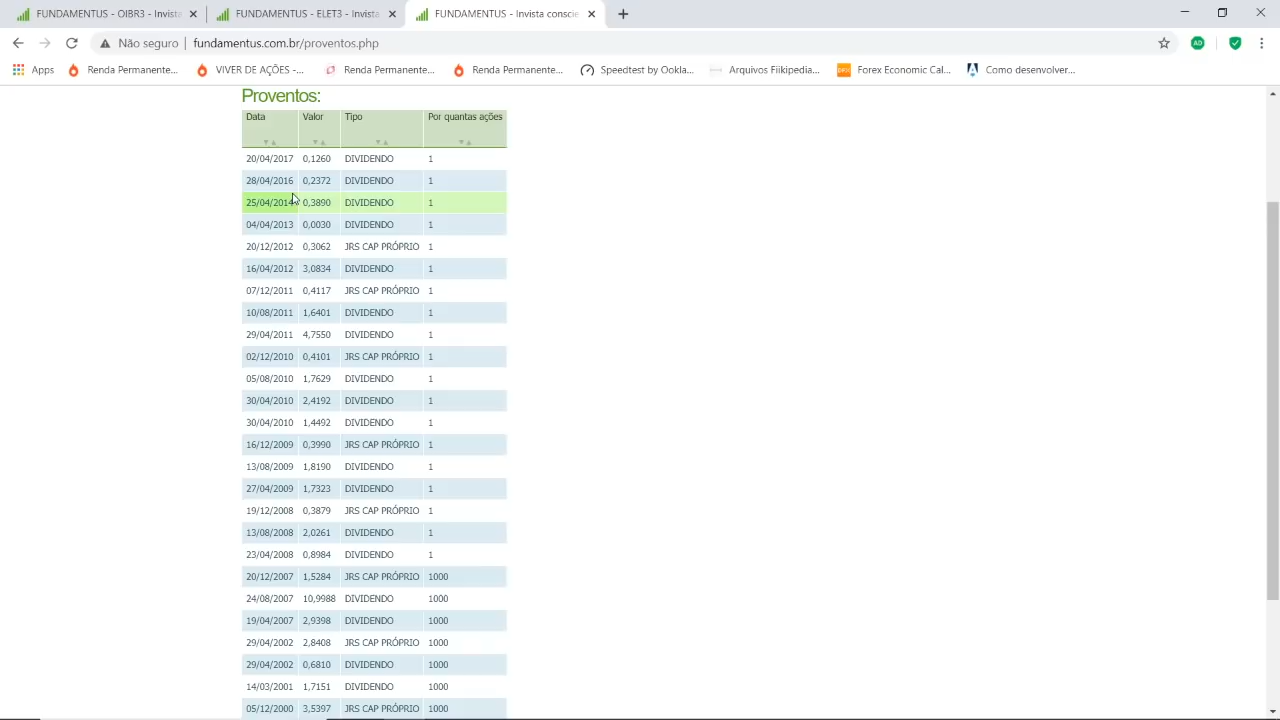 FUNDAMENTUS - OIBR3 - Invista
FUNDAMENTUS - ELET3 - Invista
FUNDAMENTUS - Invista conscie
Não seguro | fundamentus.com.br/proventos.php
Apps Renda Permanente... VIVER DE AÇÕES -... Renda Permanente... Renda Permanente... Speedtest by Ookla... Arquivos Fiikipedia... Forex Economic Cal... Como desenvolver...
Proventos:
Data Valor Tipo Por quantas ações
20/04/2017 0,1260 DIVIDENDO 1
28/04/2016 0,2372 DIVIDENDO 1
25/04/2014 0,3890 DIVIDENDO 1
04/04/2013 0,0030 DIVIDENDO 1
20/12/2012 0,3062 JRS CAP PRÓPRIO 1
16/04/2012 3,0834 DIVIDENDO 1
07/12/2011 0,4117 JRS CAP PRÓPRIO 1
10/08/2011 1,6401 DIVIDENDO 1
29/04/2011 4,7550 DIVIDENDO 1
02/12/2010 0,4101 JRS CAP PRÓPRIO 1
05/08/2010 1,7629 DIVIDENDO 1
30/04/2010 2,4192 DIVIDENDO 1
30/04/2010 1,4492 DIVIDENDO 1
16/12/2009 0,3990 JRS CAP PRÓPRIO 1
13/08/2009 1,8190 DIVIDENDO 1
27/04/2009 1,7323 DIVIDENDO 1
19/12/2008 0,3879 JRS CAP PRÓPRIO 1
13/08/2008 2,0261 DIVIDENDO 1
23/04/2008 0,8984 DIVIDENDO 1
20/12/2007 1,5284 JRS CAP PRÓPRIO 1000
24/08/2007 10,9988 DIVIDENDO 1000
19/04/2007 2,9398 DIVIDENDO 1000
29/04/2002 2,8408 JRS CAP PRÓPRIO 1000
29/04/2002 0,6810 DIVIDENDO 1000
14/03/2001 1,7151 DIVIDENDO 1000
05/12/2000 3,5397 JRS CAP PRÓPRIO 1000